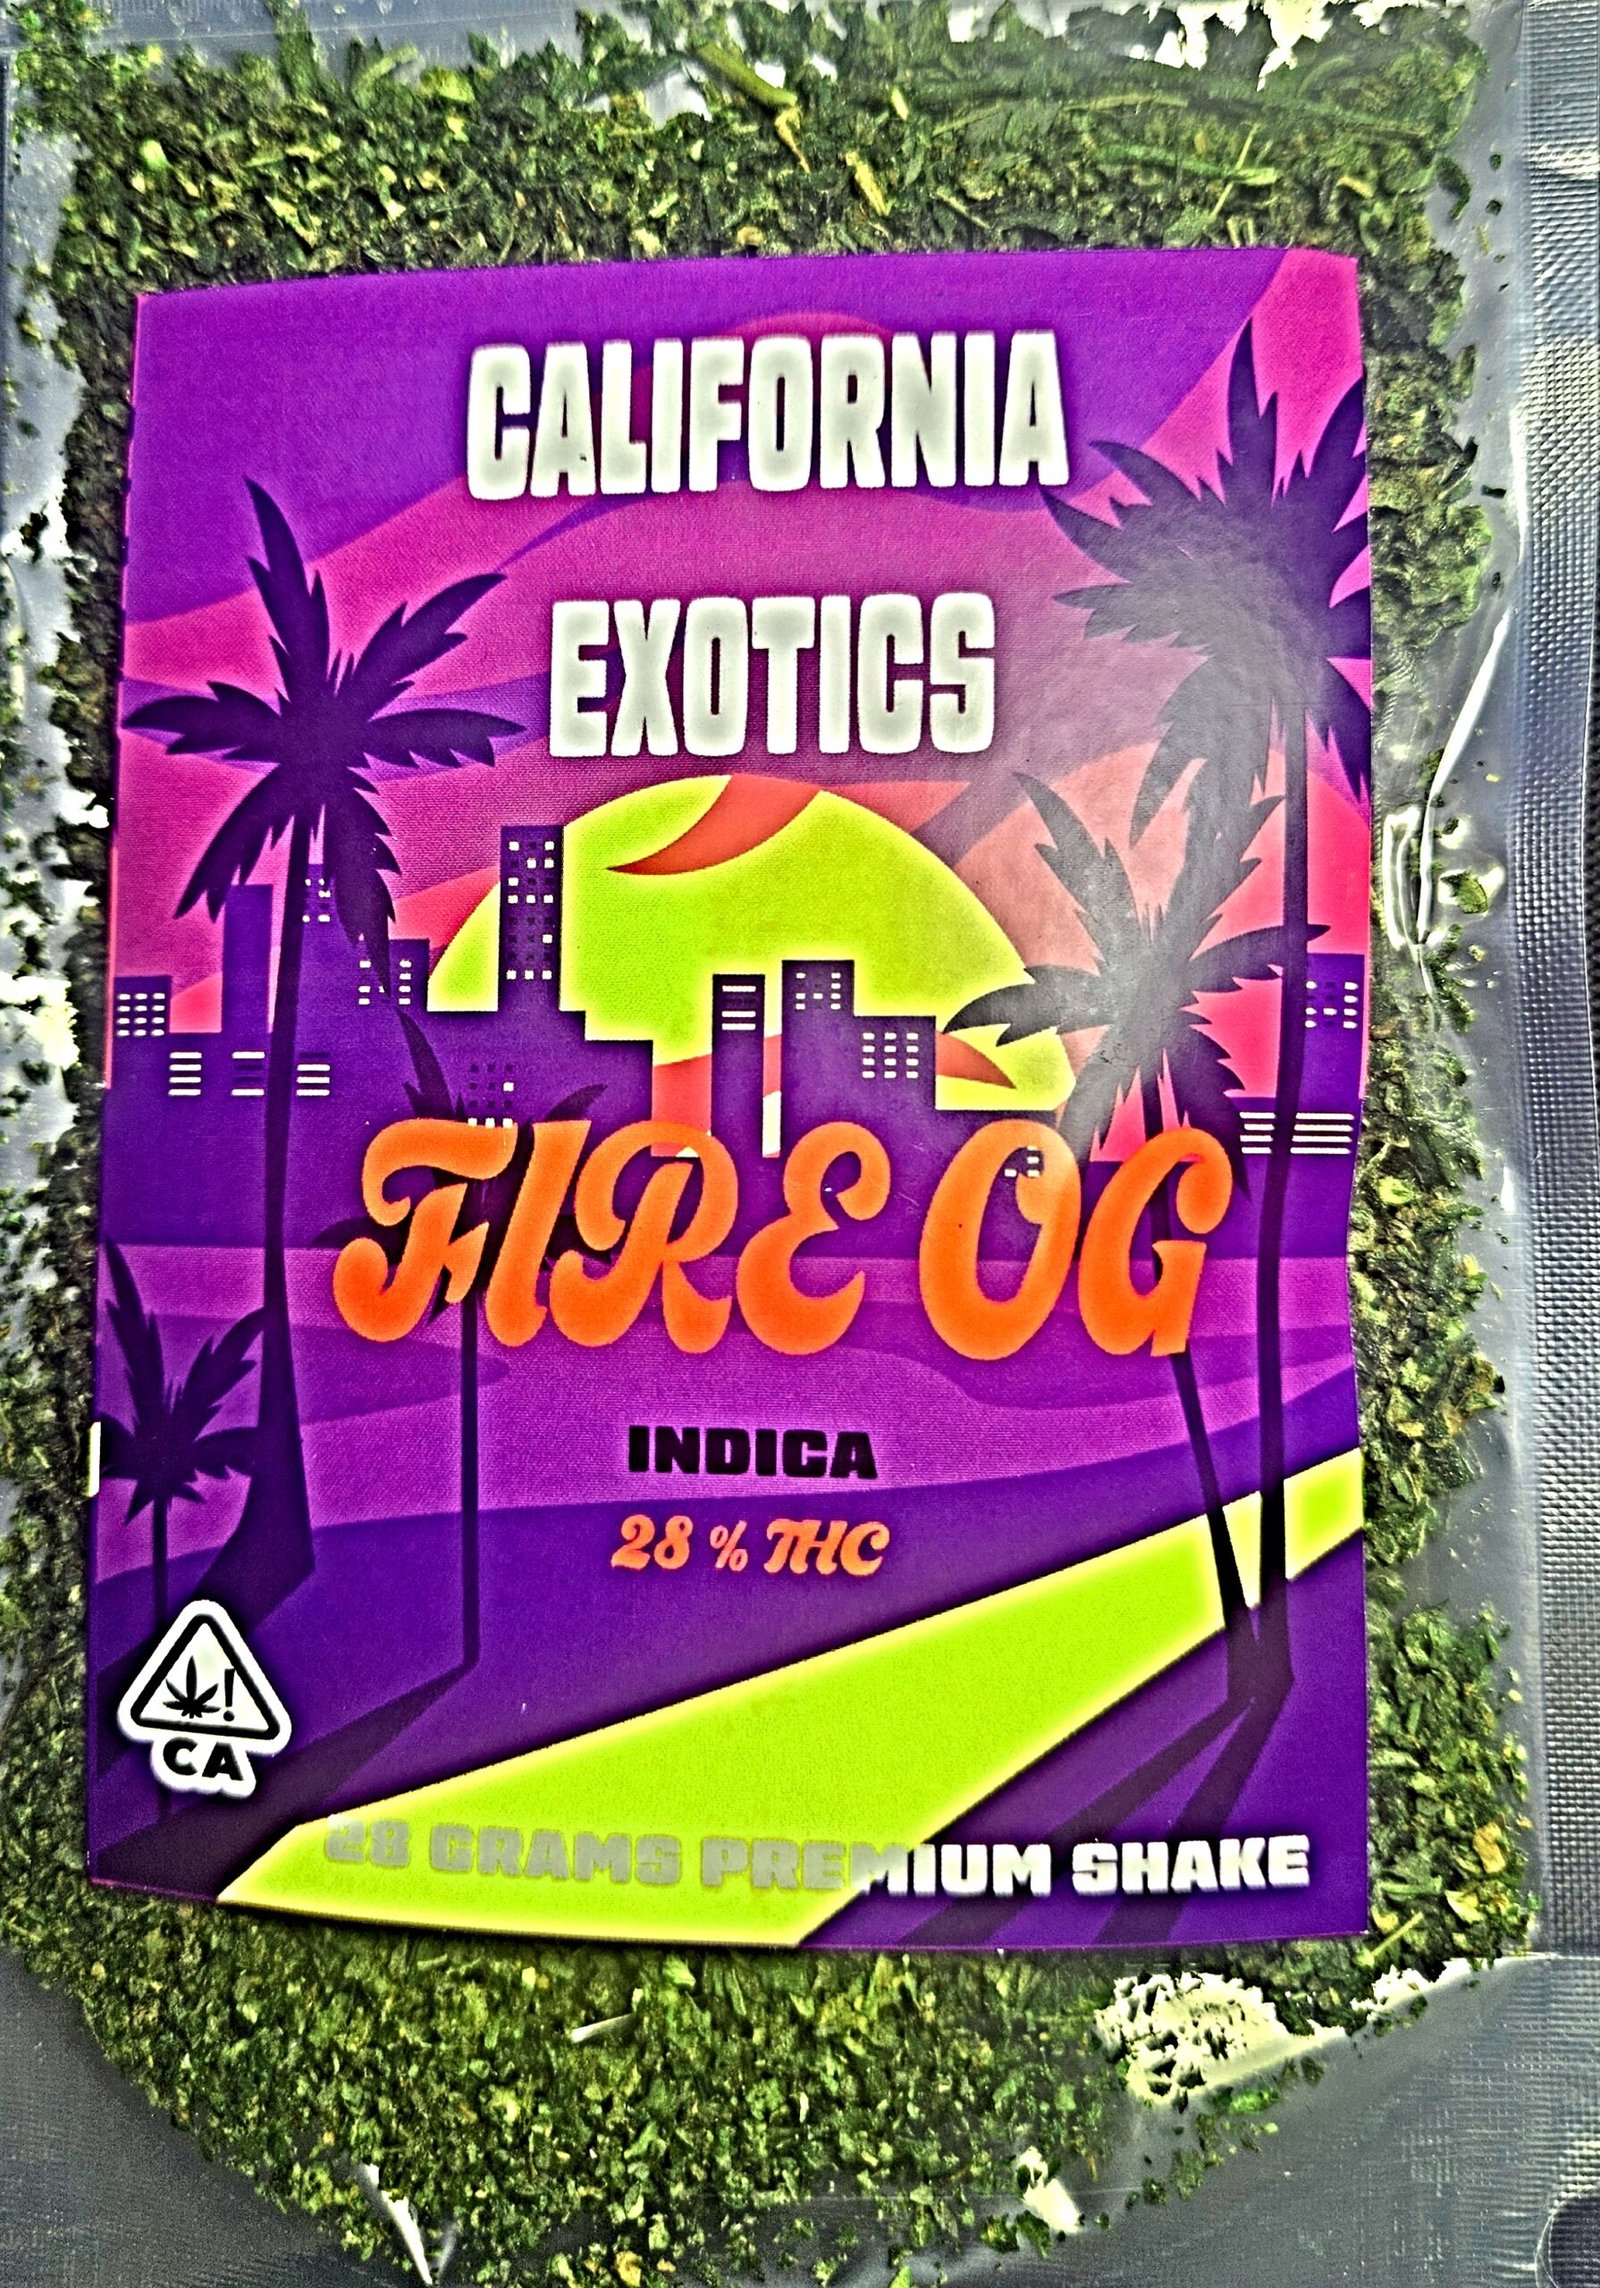 CALIFORNIA
EXOTICS
FIRE OG
INDICA
28 % THC
!
CA
28 GRAMS PREMIUM SHAKE